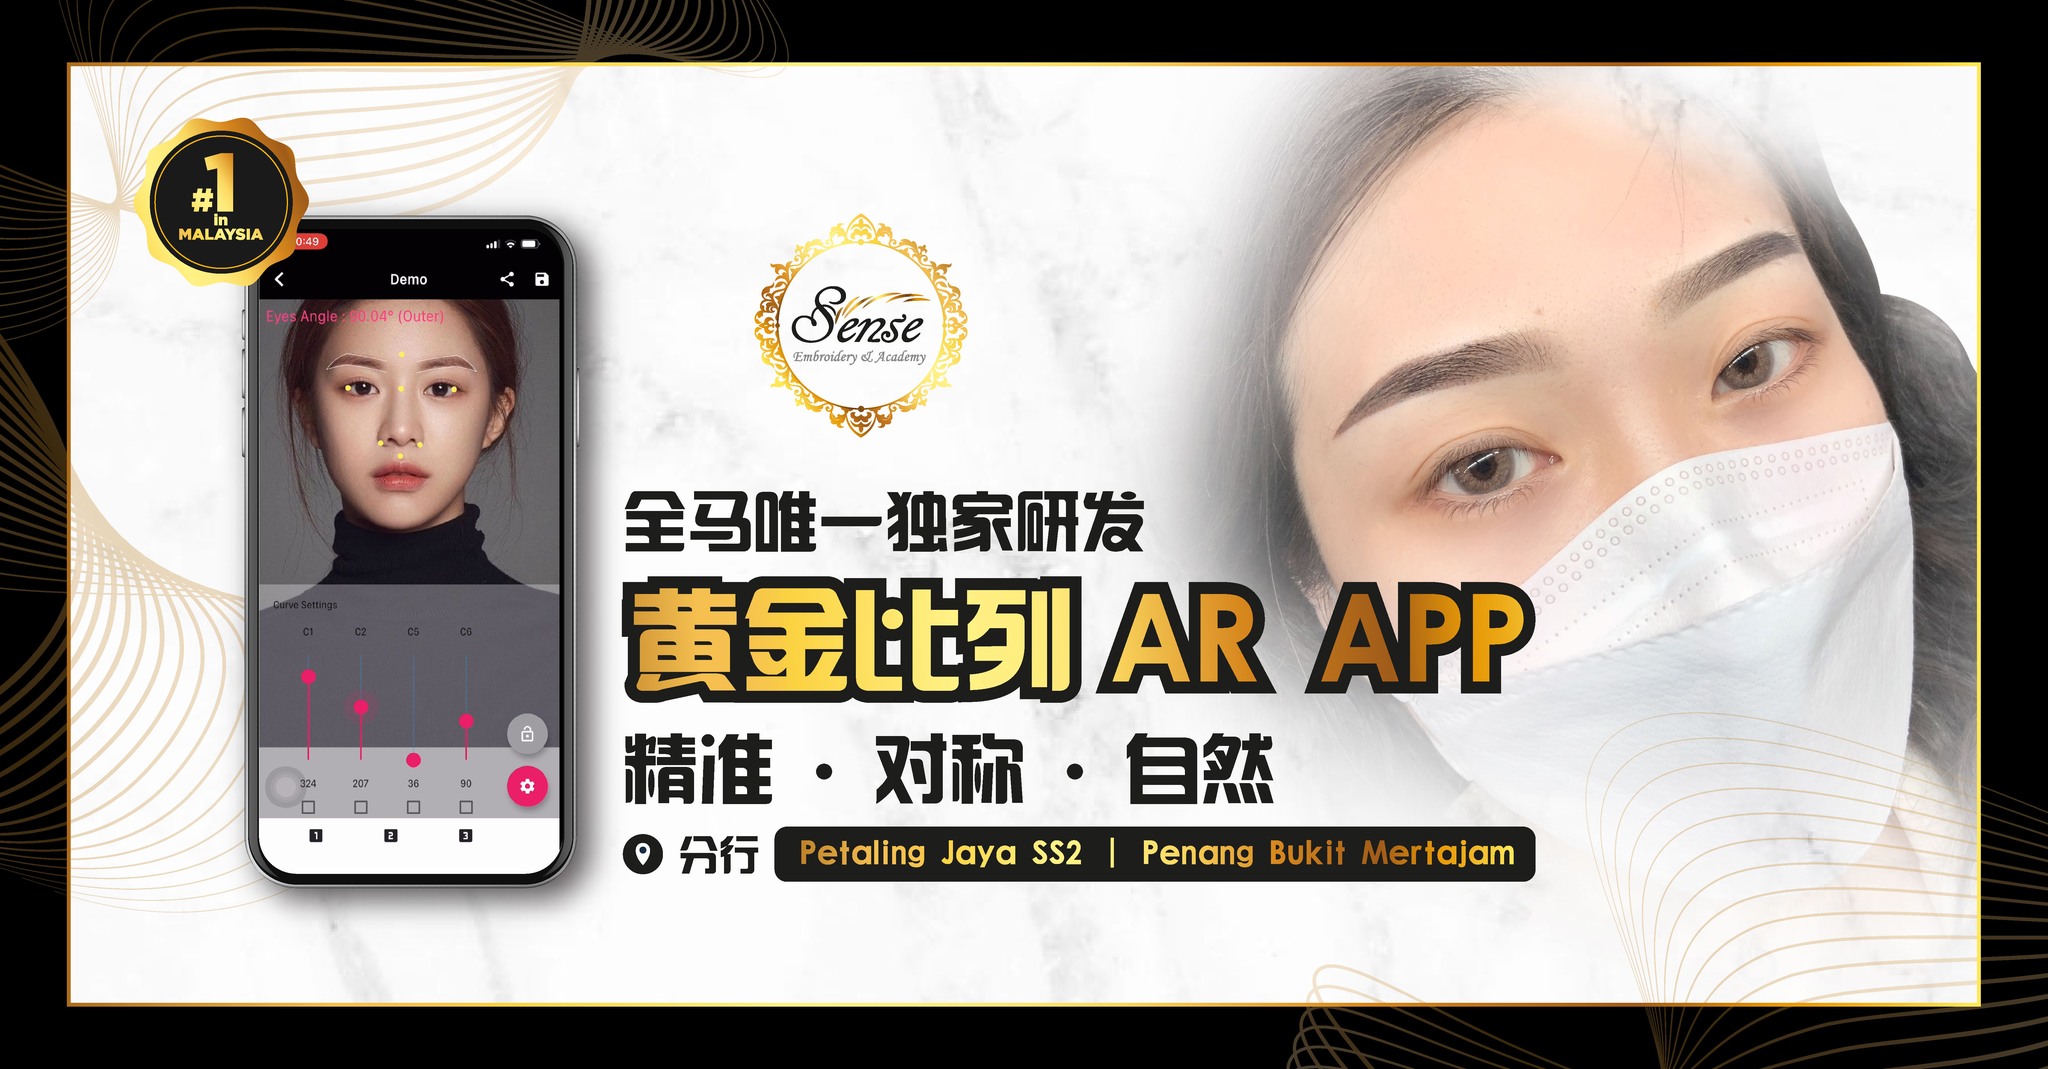 #1
in
MALAYSIA
0:49
Demo
Eyes Angle : 90.04° (Outer)
Curve Settings
C1 C2 C5 C6
324 207 36 90
1 2 3
Sense
Embroidery & Academy
全马唯一独家研发
黄金比列 AR APP
精准 · 对称 · 自然
分行 Petaling Jaya SS2 | Penang Bukit Mertajam